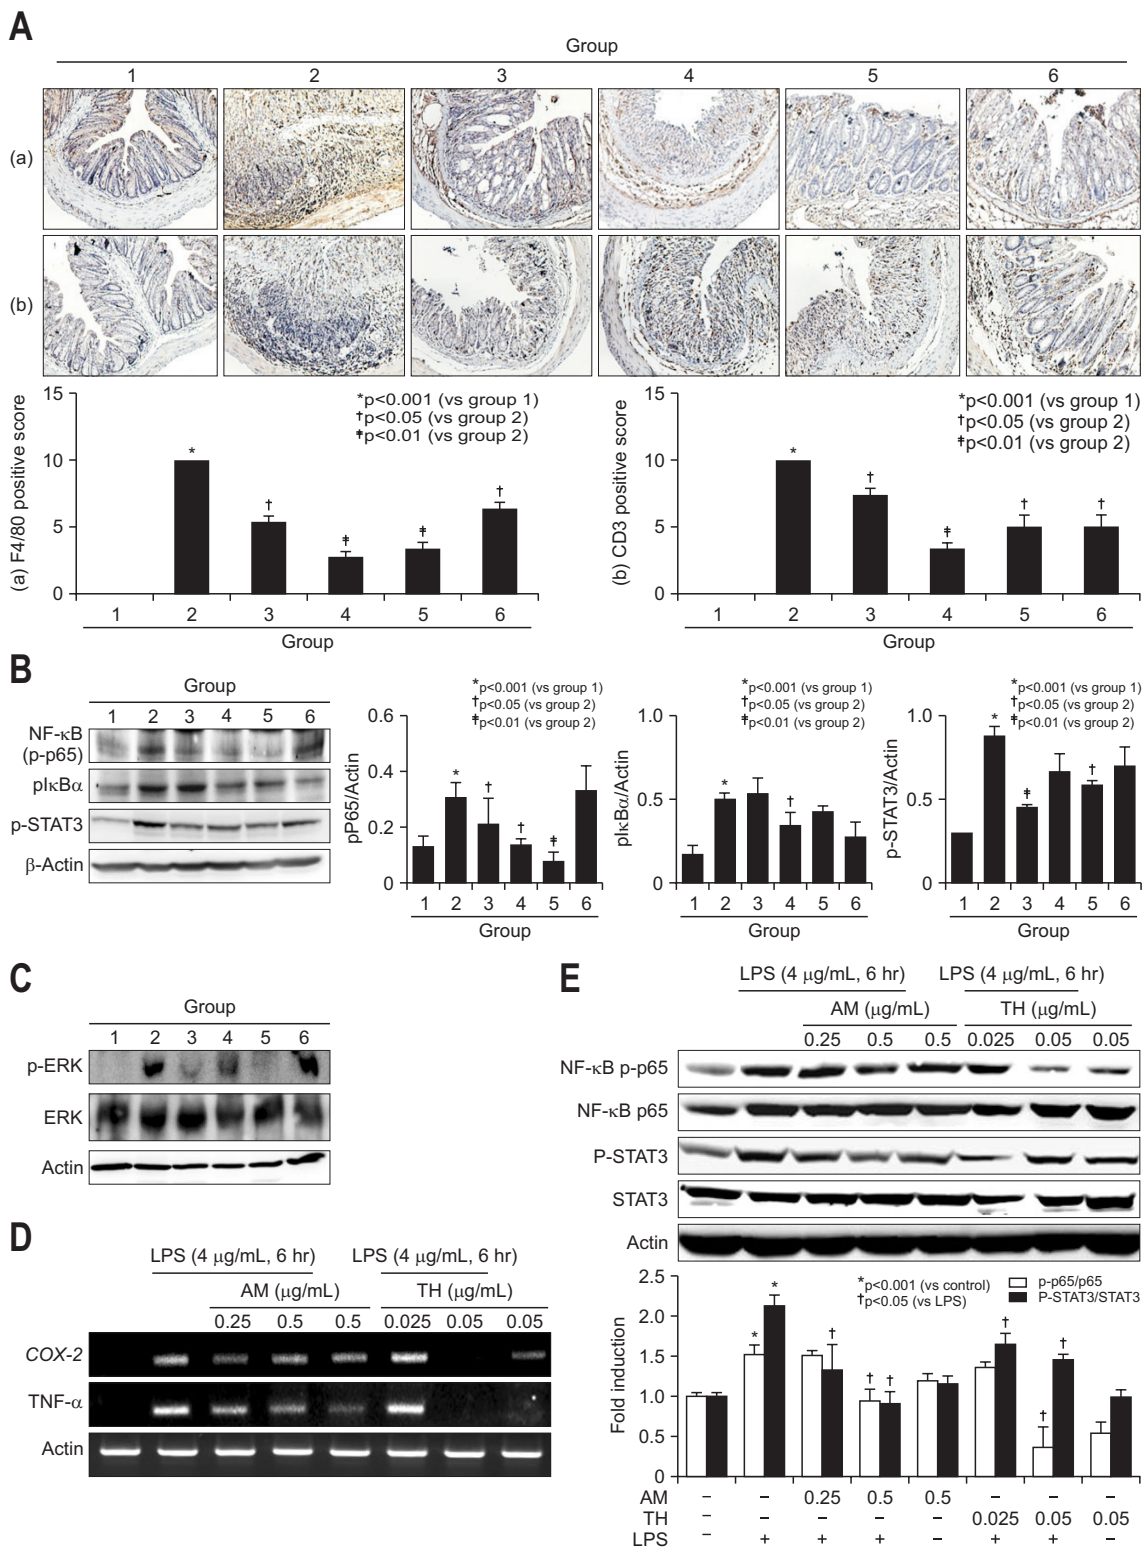 A
Group
1 2 3 4 5 6
(a)
(b)
(a) F4/80 positive score
15
10
5
0
*p<0.001 (vs group 1)
†p<0.05 (vs group 2)
‡p<0.01 (vs group 2)
* † ‡ ‡ †
1 2 3 4 5 6
Group
(b) CD3 positive score
15
10
5
0
*p<0.001 (vs group 1)
†p<0.05 (vs group 2)
‡p<0.01 (vs group 2)
* † ‡ † †
1 2 3 4 5 6
Group
B
Group
1 2 3 4 5 6
NF-κB
(p-p65)
pIκBα
p-STAT3
β-Actin
pP65/Actin
0.6
0.4
0.2
0
*p<0.001 (vs group 1)
†p<0.05 (vs group 2)
‡p<0.01 (vs group 2)
* † † ‡
1 2 3 4 5 6
Group
pIκBα/Actin
1.0
0.5
0
*p<0.001 (vs group 1)
†p<0.05 (vs group 2)
‡p<0.01 (vs group 2)
* †
1 2 3 4 5 6
Group
p-STAT3/Actin
1.0
0.5
0
*p<0.001 (vs group 1)
†p<0.05 (vs group 2)
‡p<0.01 (vs group 2)
* ‡ †
1 2 3 4 5 6
Group
C
Group
1 2 3 4 5 6
p-ERK
ERK
Actin
D
LPS (4 μg/mL, 6 hr) LPS (4 μg/mL, 6 hr)
AM (μg/mL) TH (μg/mL)
0.25 0.5 0.5 0.025 0.05 0.05
COX-2
TNF-α
Actin
E
LPS (4 μg/mL, 6 hr) LPS (4 μg/mL, 6 hr)
AM (μg/mL) TH (μg/mL)
0.25 0.5 0.5 0.025 0.05 0.05
NF-κB p-p65
NF-κB p65
P-STAT3
STAT3
Actin
Fold induction
2.5
2.0
1.5
1.0
0.5
0
*p<0.001 (vs control)
†p<0.05 (vs LPS)
p-p65/p65
P-STAT3/STAT3
* * † † † † † †
AM – – 0.25 0.5 0.5 – – –
TH – – – – – 0.025 0.05 0.05
LPS – + + + – + + –